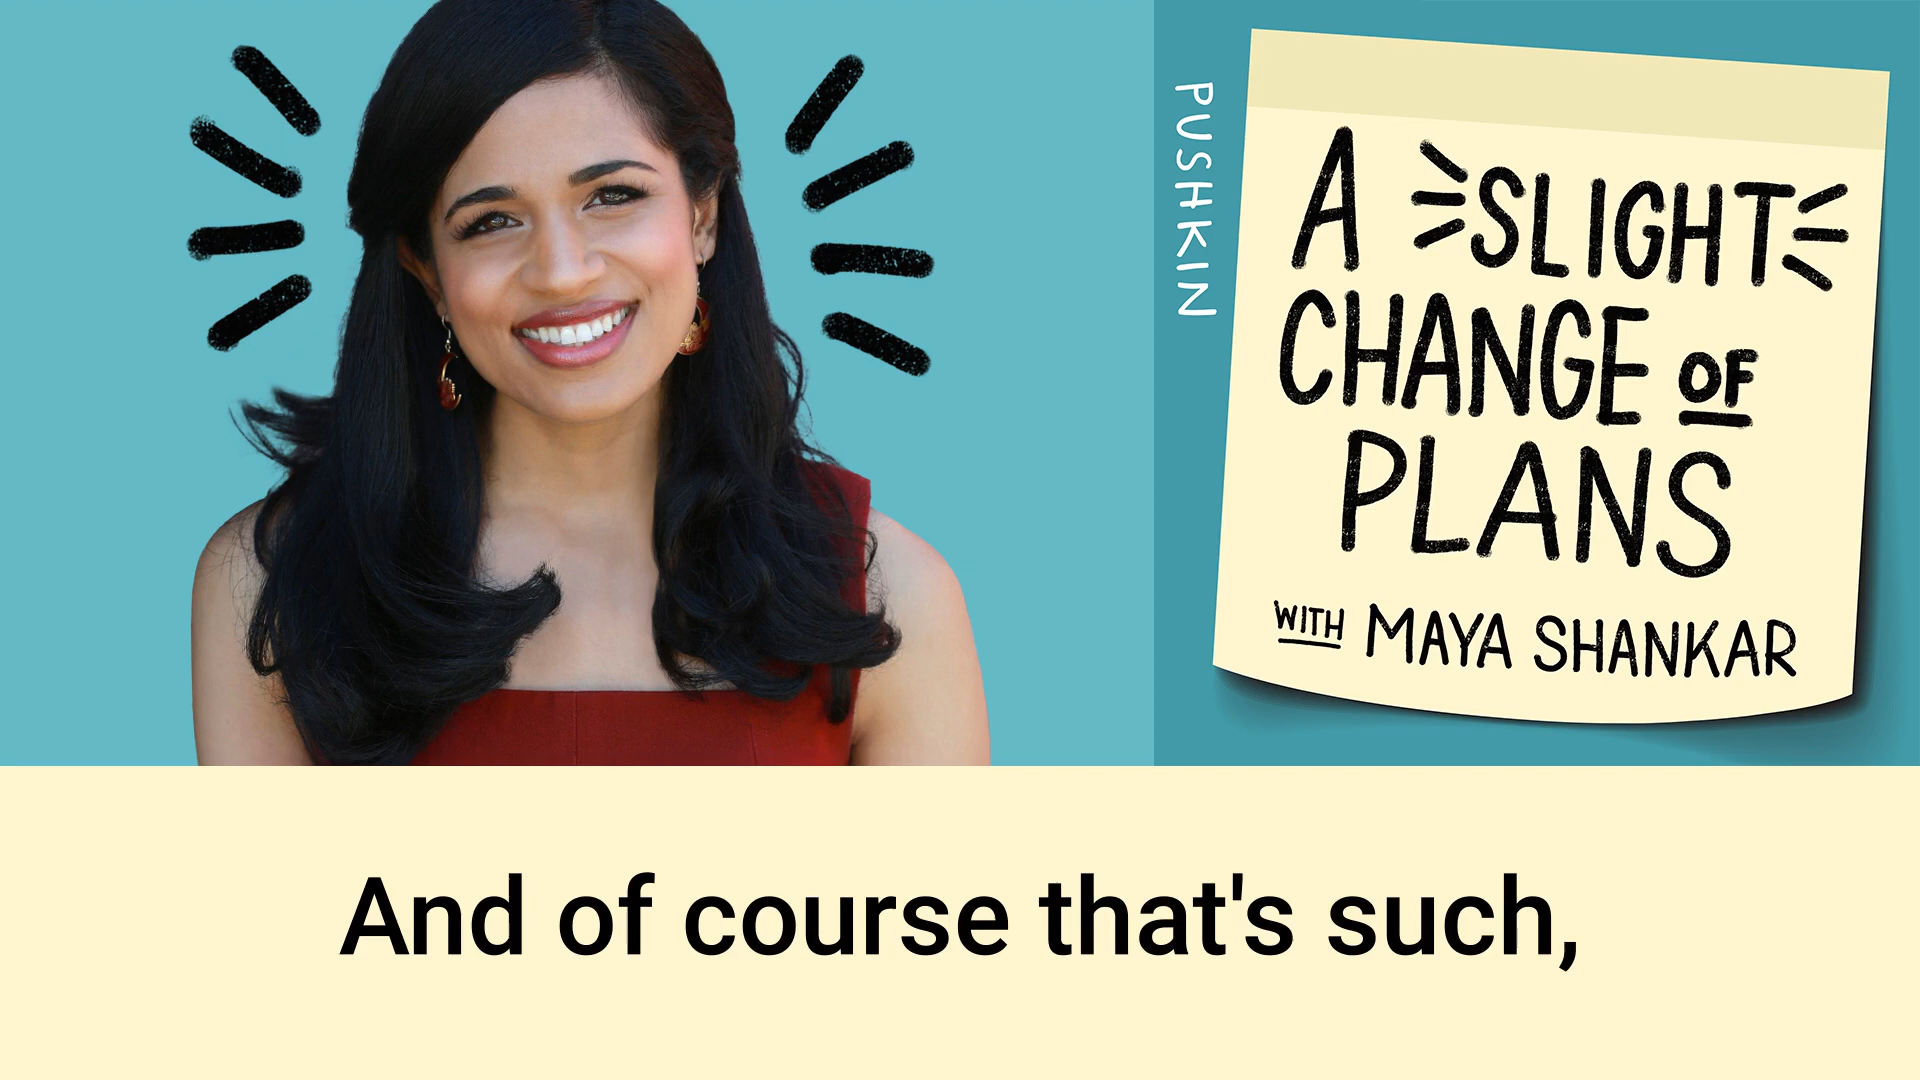 PUSHKIN
A SLIGHT
CHANGE OF
PLANS
WITH MAYA SHANKAR
And of course that's such,